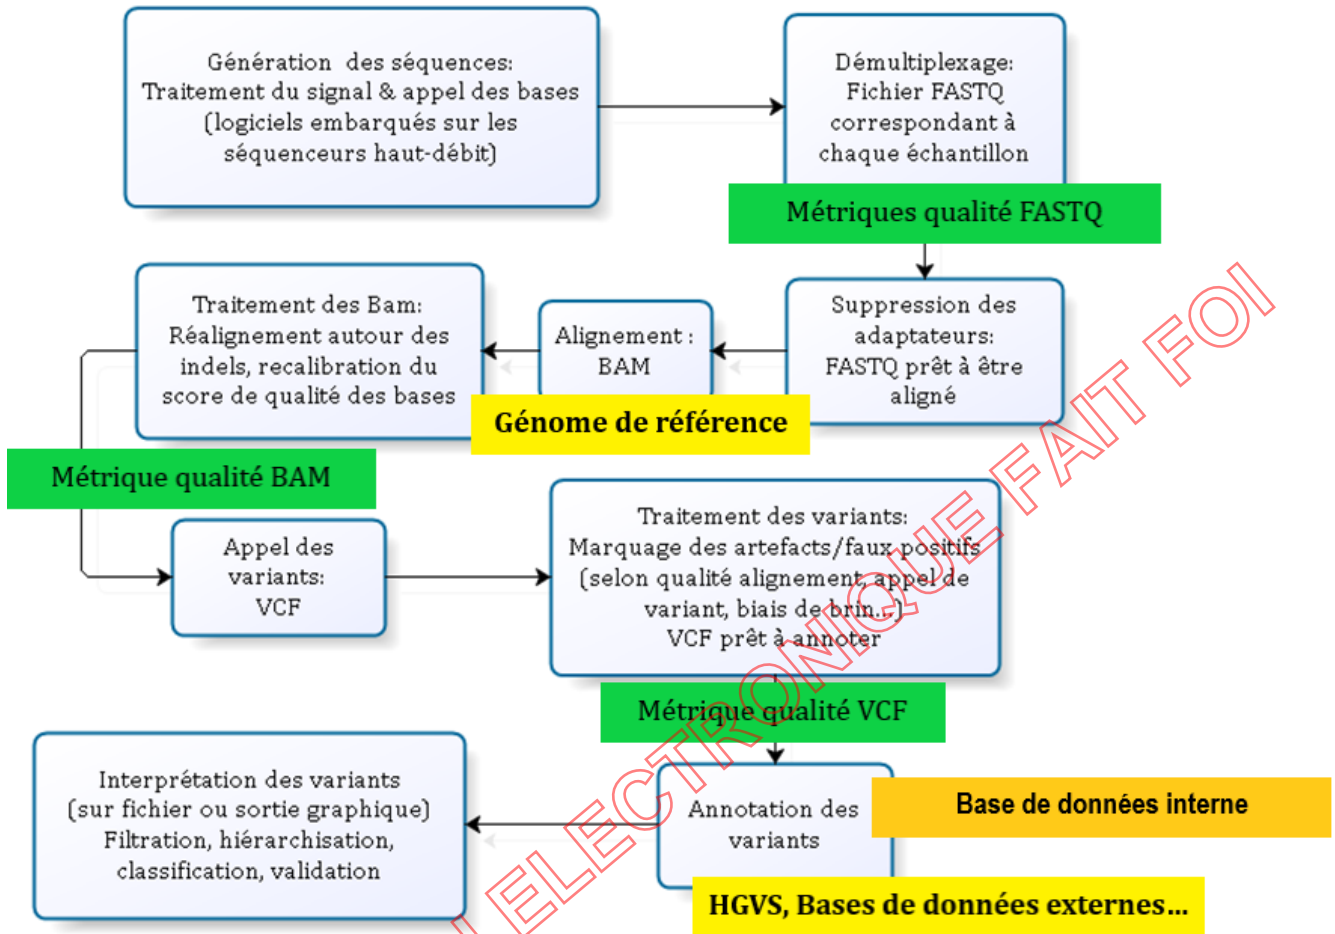 Génération des séquences:
Traitement du signal & appel des bases
(logiciels embarqués sur les
séquenceurs haut-débit)
Démultiplexage:
Fichier FASTQ
correspondant à
chaque échantillon
Métriques qualité FASTQ
Suppression des
adaptateurs:
FASTQ prêt à être
aligné
Alignement :
BAM
Génome de référence
Traitement des Bam:
Réalignement autour des
indels, recalibration du
score de qualité des bases
Métrique qualité BAM
Appel des
variants:
VCF
Traitement des variants:
Marquage des artefacts/faux positifs
(selon qualité alignement, appel de
variant, biais de brin...)
VCF prêt à annoter
Métrique qualité VCF
Annotation des
variants
Base de données interne
HGVS, Bases de données externes...
Interprétation des variants
(sur fichier ou sortie graphique)
Filtration, hiérarchisation,
classification, validation
ELECTRONIQUE FAIT FOI